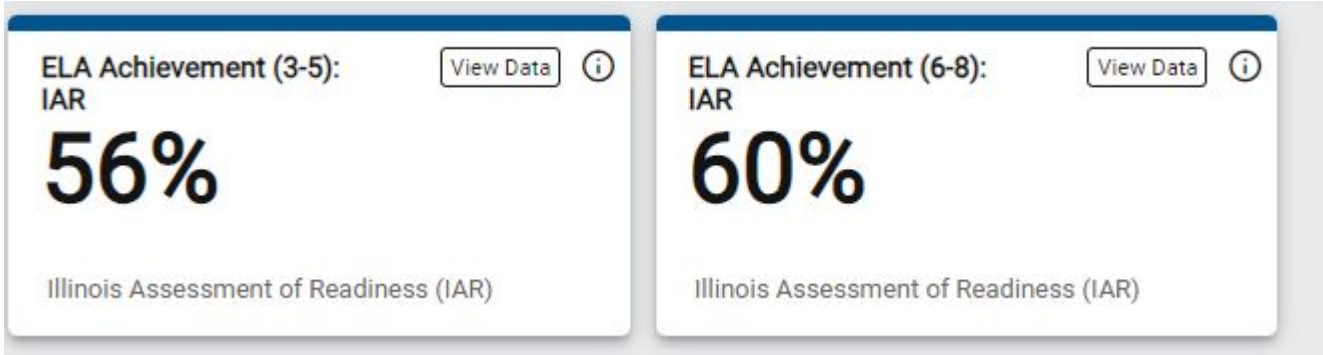 ELA Achievement (3-5): View Data
IAR
56%
Illinois Assessment of Readiness (IAR)
ELA Achievement (6-8): View Data
IAR
60%
Illinois Assessment of Readiness (IAR)